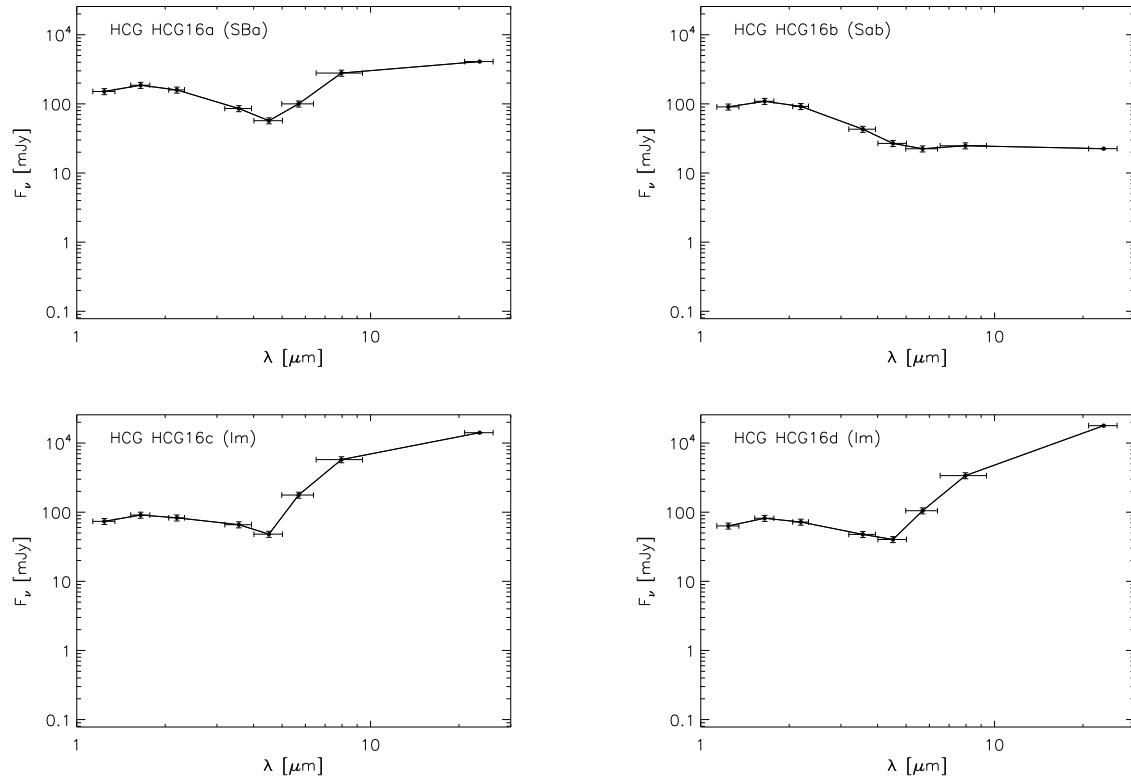 HCG HCG16a (SBa)
10⁴
100
10
1
0.1
F_ν [mJy]
1
10
λ [μm]
HCG HCG16b (Sab)
10⁴
100
10
1
0.1
F_ν [mJy]
1
10
λ [μm]
HCG HCG16c (Im)
10⁴
100
10
1
0.1
F_ν [mJy]
1
10
λ [μm]
HCG HCG16d (Im)
10⁴
100
10
1
0.1
F_ν [mJy]
1
10
λ [μm]